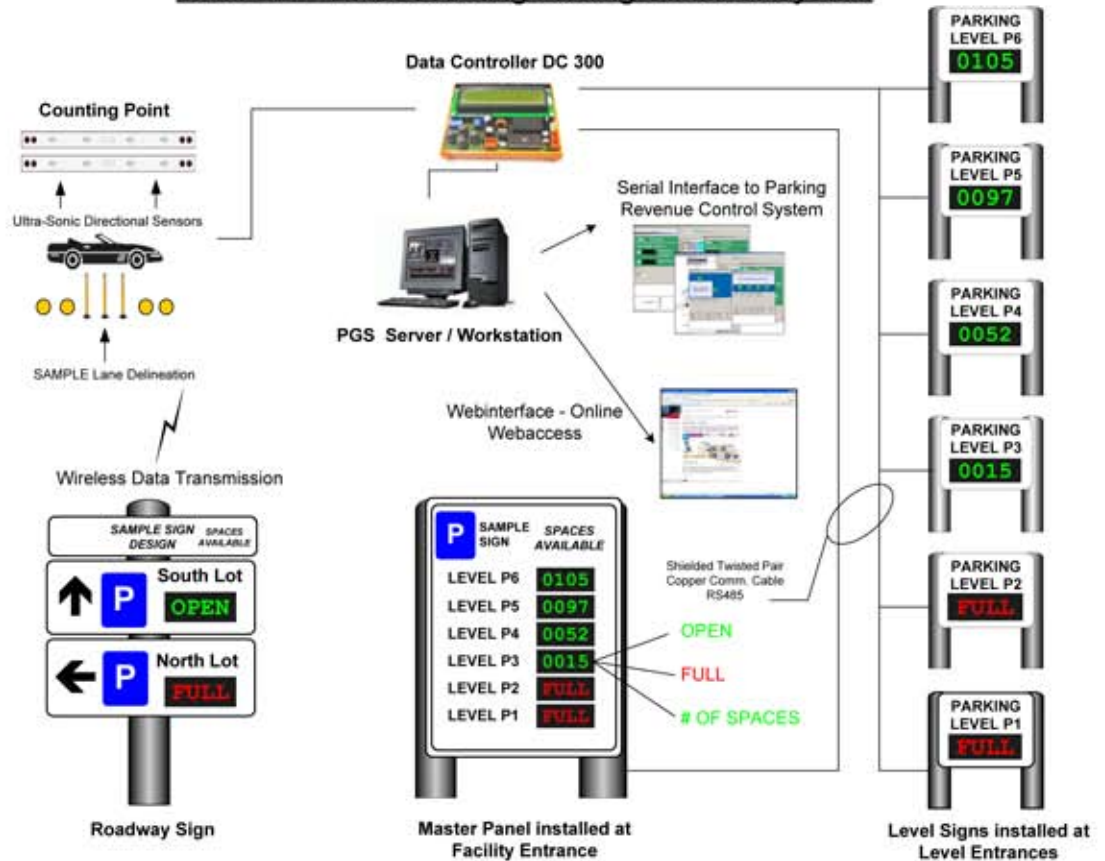 Data Controller DC 300
Counting Point
Ultra-Sonic Directional Sensors
SAMPLE Lane Delineation
Wireless Data Transmission
SAMPLE SIGN
DESIGN
SPACES
AVAILABLE
P
South Lot
OPEN
P
North Lot
FULL
Roadway Sign
PGS Server / Workstation
Serial Interface to Parking
Revenue Control System
Webinterface - Online
Webaccess
P
SAMPLE
SIGN
SPACES
AVAILABLE
LEVEL P6 0105
LEVEL P5 0097
LEVEL P4 0052
LEVEL P3 0015
LEVEL P2 FULL
LEVEL P1 FULL
OPEN
FULL
# OF SPACES
Master Panel installed at
Facility Entrance
Shielded Twisted Pair
Copper Comm. Cable
RS485
PARKING
LEVEL P6
0105
PARKING
LEVEL P5
0097
PARKING
LEVEL P4
0052
PARKING
LEVEL P3
0015
PARKING
LEVEL P2
FULL
PARKING
LEVEL P1
FULL
Level Signs installed at
Level Entrances